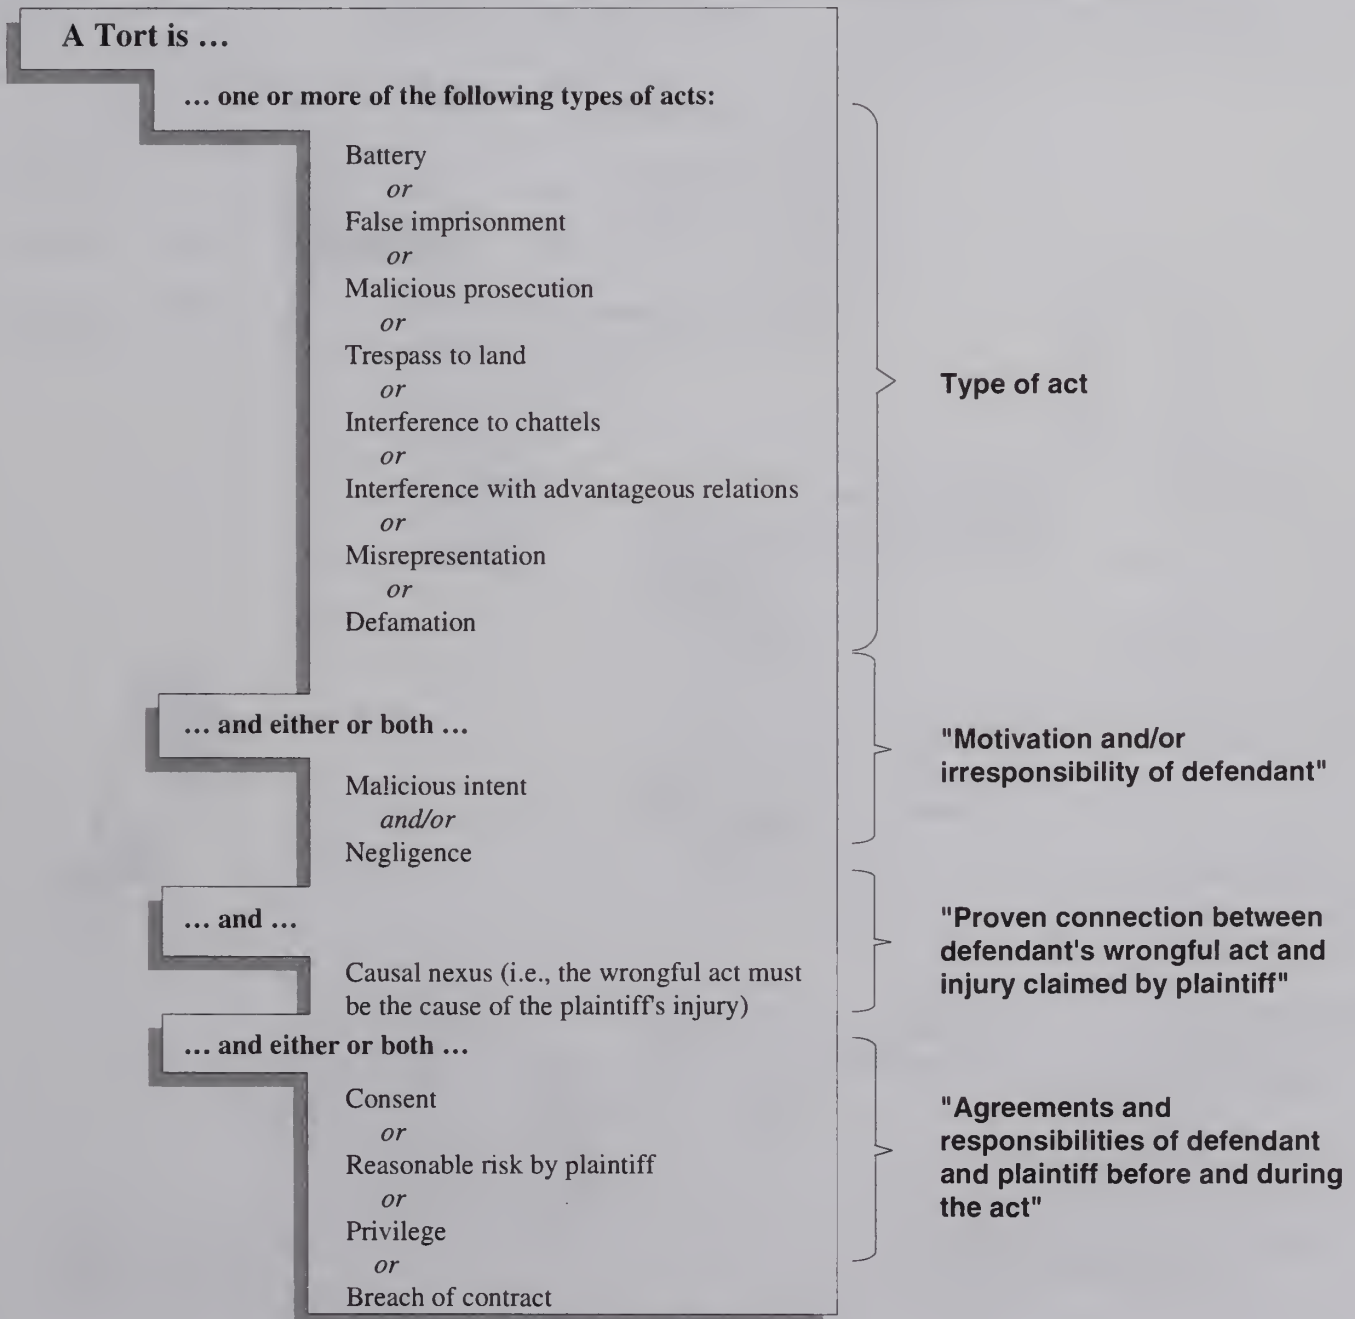 A Tort is ...
... one or more of the following types of acts:
Battery
or
False imprisonment
or
Malicious prosecution
or
Trespass to land
or
Interference to chattels
or
Interference with advantageous relations
or
Misrepresentation
or
Defamation
Type of act
... and either or both ...
Malicious intent
and/or
Negligence
"Motivation and/or
irresponsibility of defendant"
... and ...
Causal nexus (i.e., the wrongful act must
be the cause of the plaintiff's injury)
"Proven connection between
defendant's wrongful act and
injury claimed by plaintiff"
... and either or both ...
Consent
or
Reasonable risk by plaintiff
or
Privilege
or
Breach of contract
"Agreements and
responsibilities of defendant
and plaintiff before and during
the act"